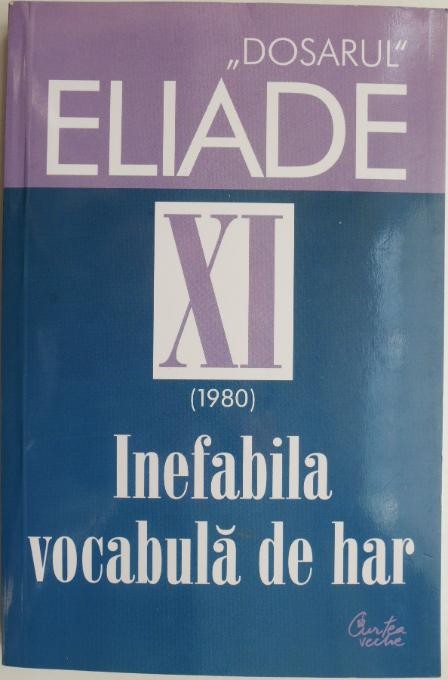 „DOSARUL“
ELIADE
XI
(1980)
Inefabila
vocabulă de har
Curtea
veche